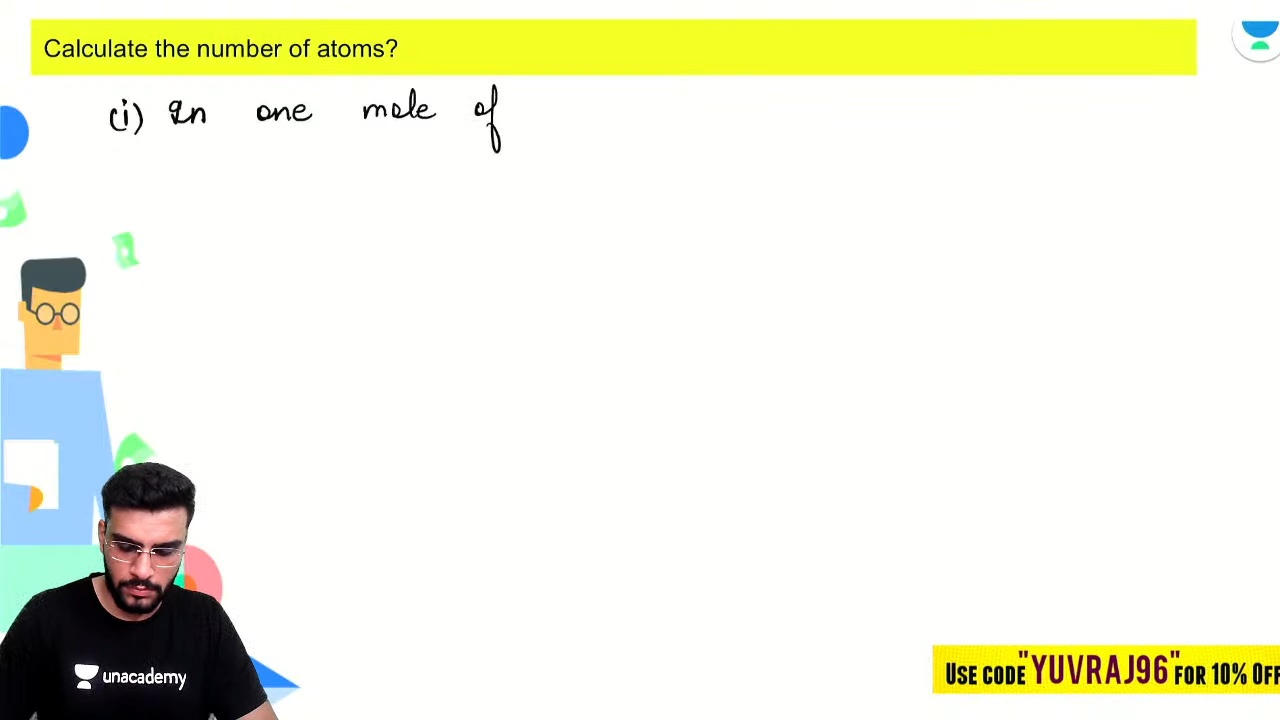 Calculate the number of atoms?
(i) In one mole of
unacademy
USE CODE "YUVRAJ96" FOR 10% OFF